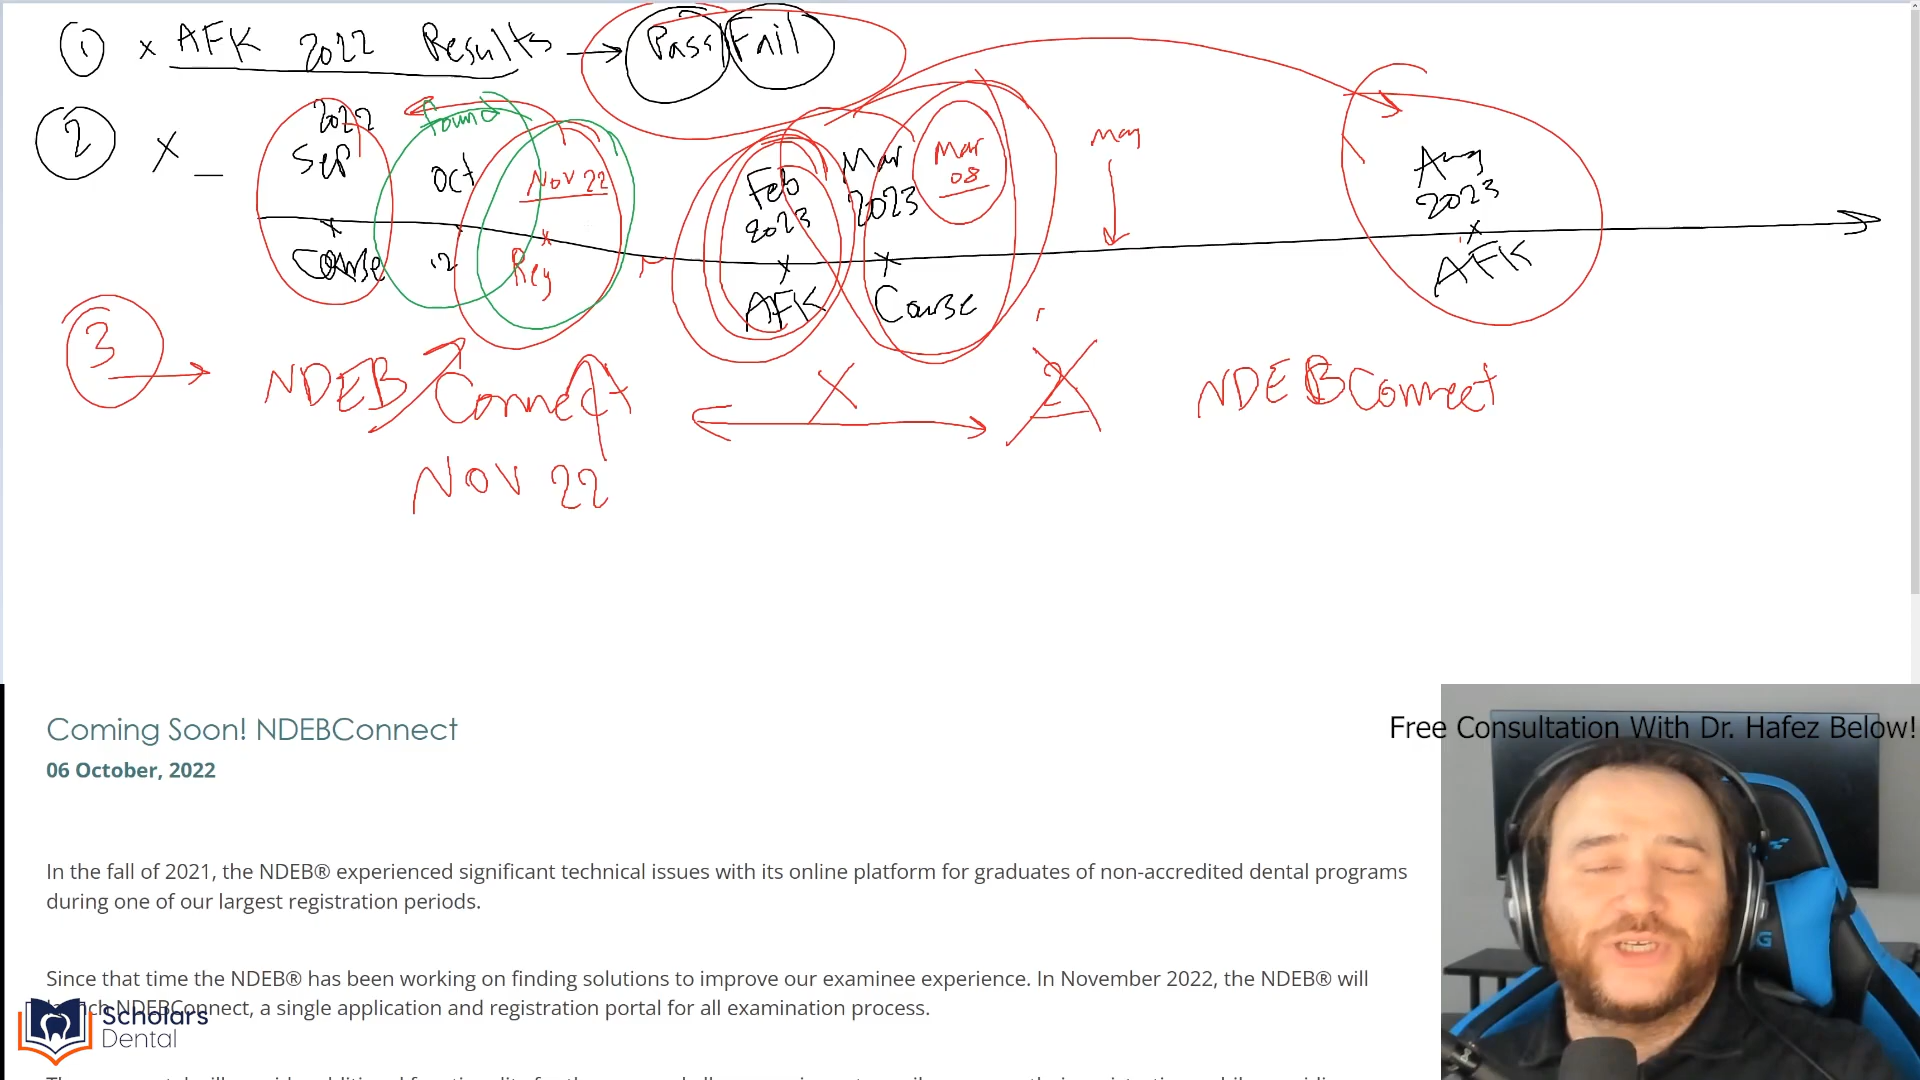 1 x AFK 2022 Results → Pass Fail
2 x _
2022 Sep
Course
Found
Oct
12
Nov 22
Reg
Feb 2023
AFK
Mar 2023
Course
Mar 08
May
Aug 2023
AFK
3 → NDEB Connect
X
2
NDEBConnect
NOV 22
Coming Soon! NDEBConnect
06 October, 2022
In the fall of 2021, the NDEB® experienced significant technical issues with its online platform for graduates of non-accredited dental programs
during one of our largest registration periods.
Since that time the NDEB® has been working on finding solutions to improve our examinee experience. In November 2022, the NDEB® will
NDEBConnect, a single application and registration portal for all examination process.
Scholars
Dental
Free Consultation With Dr. Hafez Below!